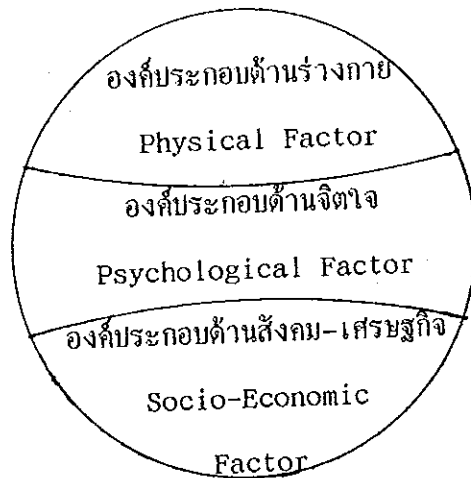 องค์ประกอบด้านร่างกาย
Physical Factor
องค์ประกอบด้านจิตใจ
Psychological Factor
องค์ประกอบด้านสังคม-เศรษฐกิจ
Socio-Economic
Factor